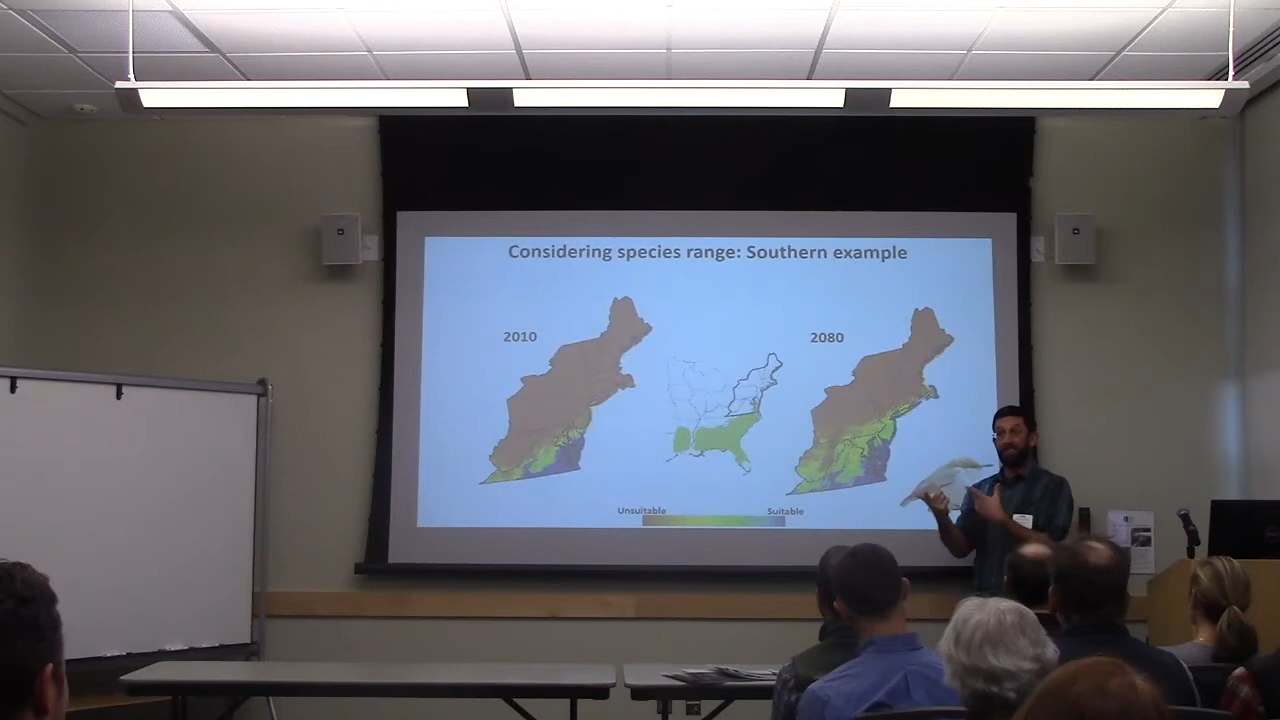 Considering species range: Southern example
2010
2080
Unsuitable
Suitable